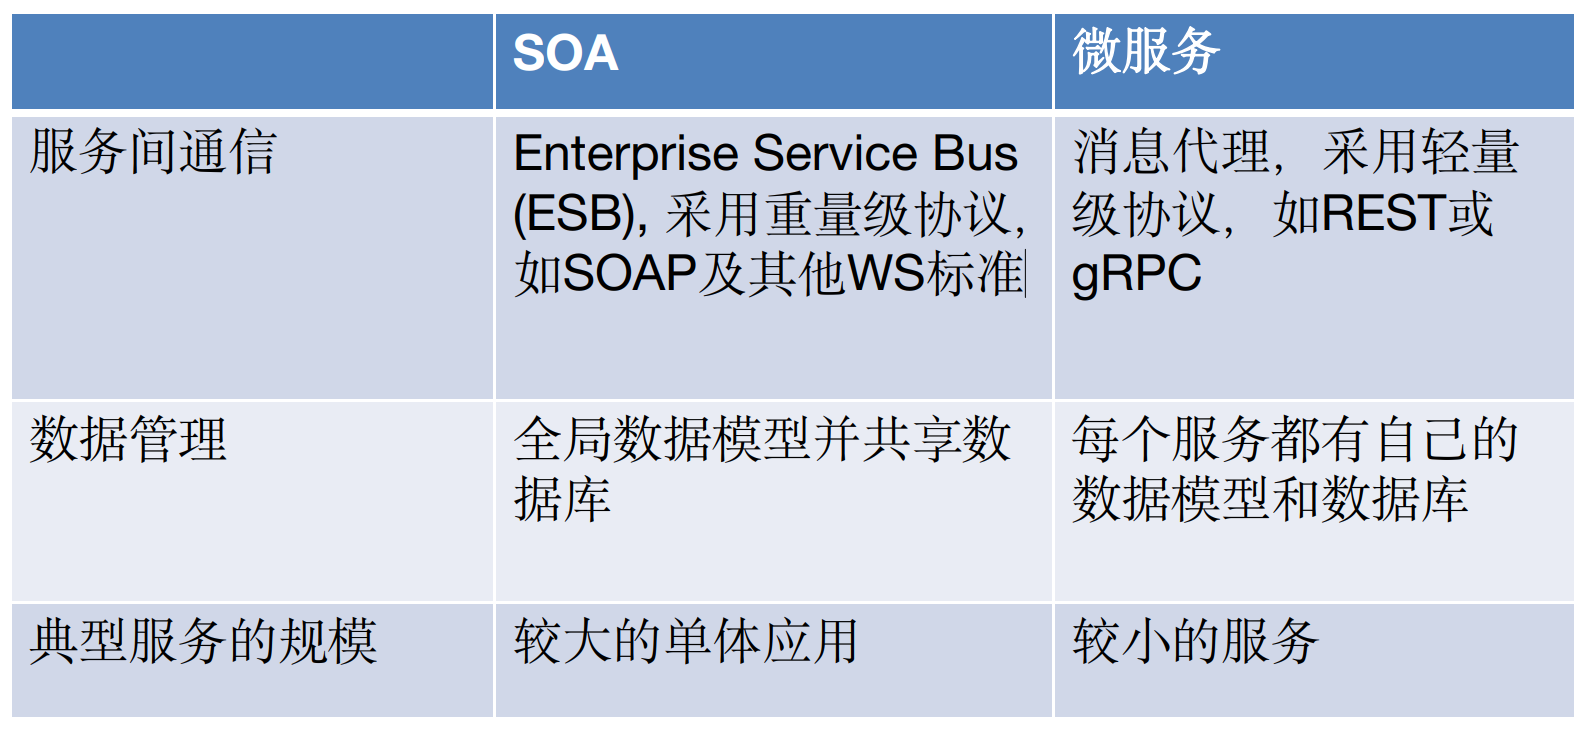 SOA
微服务
服务间通信
Enterprise Service Bus
(ESB), 采用重量级协议,
如SOAP及其他WS标准
消息代理，采用轻量
级协议，如REST或
gRPC
数据管理
全局数据模型并共享数
据库
每个服务都有自己的
数据模型和数据库
典型服务的规模
较大的单体应用
较小的服务